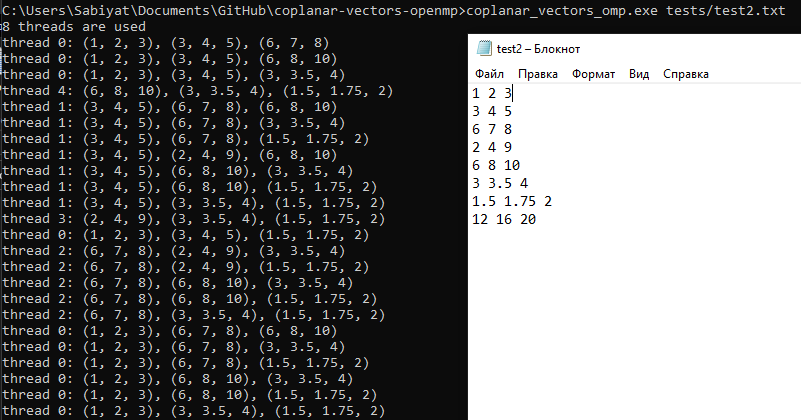 C:\Users\Sabiyat\Documents\GitHub\coplanar-vectors-openmp>coplanar_vectors_omp.exe tests/test2.txt
8 threads are used
thread 0: (1, 2, 3), (3, 4, 5), (6, 7, 8)
thread 0: (1, 2, 3), (3, 4, 5), (6, 8, 10)
thread 0: (1, 2, 3), (3, 4, 5), (3, 3.5, 4)
thread 4: (6, 8, 10), (3, 3.5, 4), (1.5, 1.75, 2)
thread 1: (3, 4, 5), (6, 7, 8), (6, 8, 10)
thread 1: (3, 4, 5), (6, 7, 8), (3, 3.5, 4)
thread 1: (3, 4, 5), (6, 7, 8), (1.5, 1.75, 2)
thread 1: (3, 4, 5), (2, 4, 9), (6, 8, 10)
thread 1: (3, 4, 5), (6, 8, 10), (3, 3.5, 4)
thread 1: (3, 4, 5), (6, 8, 10), (1.5, 1.75, 2)
thread 1: (3, 4, 5), (3, 3.5, 4), (1.5, 1.75, 2)
thread 3: (2, 4, 9), (3, 3.5, 4), (1.5, 1.75, 2)
thread 0: (1, 2, 3), (3, 4, 5), (1.5, 1.75, 2)
thread 2: (6, 7, 8), (2, 4, 9), (3, 3.5, 4)
thread 2: (6, 7, 8), (2, 4, 9), (1.5, 1.75, 2)
thread 2: (6, 7, 8), (6, 8, 10), (3, 3.5, 4)
thread 2: (6, 7, 8), (6, 8, 10), (1.5, 1.75, 2)
thread 2: (6, 7, 8), (3, 3.5, 4), (1.5, 1.75, 2)
thread 0: (1, 2, 3), (6, 7, 8), (6, 8, 10)
thread 0: (1, 2, 3), (6, 7, 8), (3, 3.5, 4)
thread 0: (1, 2, 3), (6, 7, 8), (1.5, 1.75, 2)
thread 0: (1, 2, 3), (6, 8, 10), (3, 3.5, 4)
thread 0: (1, 2, 3), (6, 8, 10), (1.5, 1.75, 2)
thread 0: (1, 2, 3), (3, 3.5, 4), (1.5, 1.75, 2)
test2 – Блокнот
Файл Правка Формат Вид Справка
1 2 3
3 4 5
6 7 8
2 4 9
6 8 10
3 3.5 4
1.5 1.75 2
12 16 20